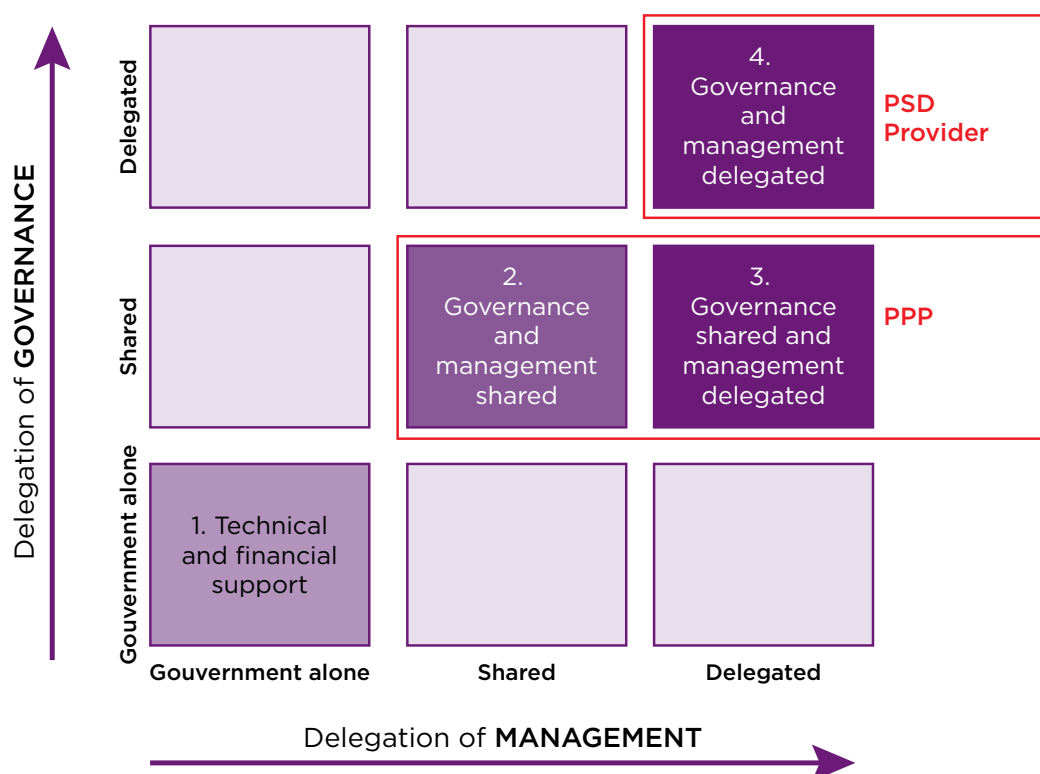 Delegation of GOVERNANCE
Delegated
4.
Governance
and
management
delegated
PSD
Provider
Shared
2.
Governance
and
management
shared
3.
Governance
shared and
management
delegated
PPP
Gouvernment alone
1. Technical
and financial
support
Gouvernment alone
Shared
Delegated
Delegation of MANAGEMENT